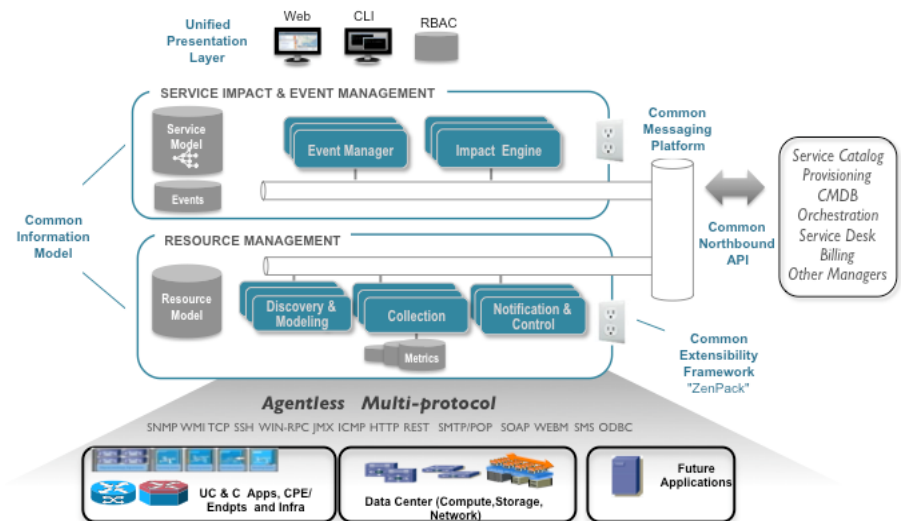 Unified
Presentation
Layer
Web
CLI
RBAC
SERVICE IMPACT & EVENT MANAGEMENT
Service
Model
Events
Event Manager
Impact Engine
Common
Messaging
Platform
Service Catalog
Provisioning
CMDB
Orchestration
Service Desk
Billing
Other Managers
Common
Northbound
API
Common
Information
Model
RESOURCE MANAGEMENT
Resource
Model
Discovery &
Modeling
Collection
Notification &
Control
Metrics
Common
Extensibility
Framework
"ZenPack"
Agentless Multi-protocol
SNMP WMI TCP SSH WIN-RPC JMX ICMP HTTP REST SMTP/POP SOAP WEBM SMS ODBC
UC & C Apps, CPE/
Endpts and Infra
Data Center (Compute,Storage,
Network)
Future
Applications